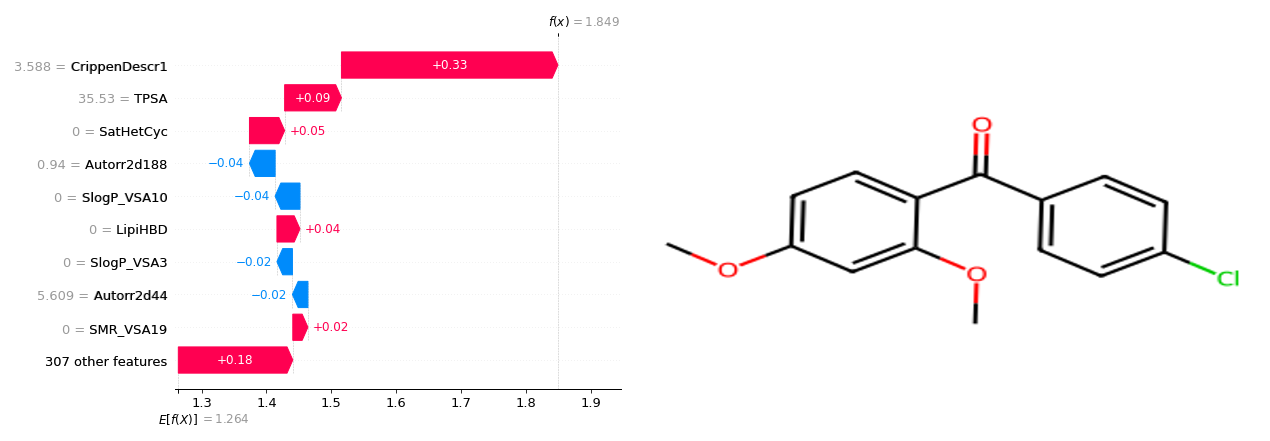 f(x) = 1.849
3.588 = CrippenDescr1
+0.33
35.53 = TPSA
+0.09
0 = SatHetCyc
+0.05
0.94 = Autorr2d188
−0.04
0 = SlogP_VSA10
−0.04
0 = LipiHBD
+0.04
0 = SlogP_VSA3
−0.02
5.609 = Autorr2d44
−0.02
0 = SMR_VSA19
+0.02
307 other features
+0.18
1.3 1.4 1.5 1.6 1.7 1.8 1.9
E[f(X)] = 1.264
O
O
O
Cl